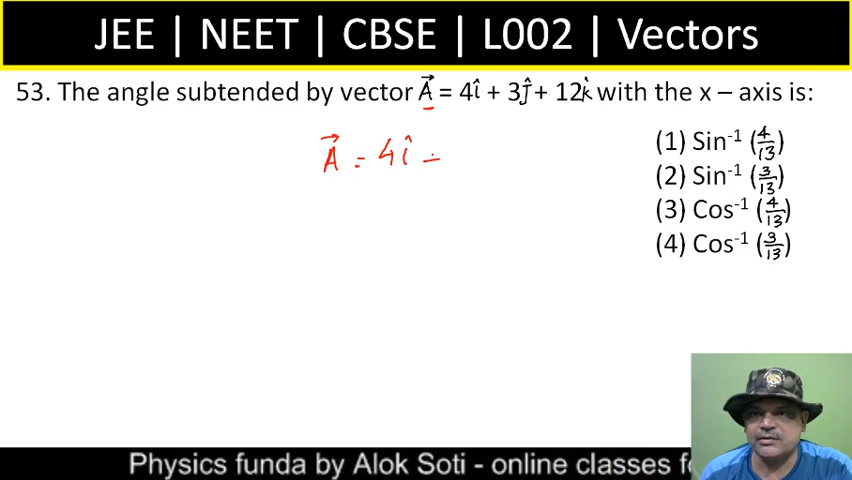 JEE | NEET | CBSE | L002 | Vectors
53. The angle subtended by vector A⃗ = 4î + 3ĵ + 12k̂ with the x – axis is:
A⃗ = 4î +
(1) Sin⁻¹ (4/13)
(2) Sin⁻¹ (3/13)
(3) Cos⁻¹ (4/13)
(4) Cos⁻¹ (3/13)
Physics funda by Alok Soti - online classes fo